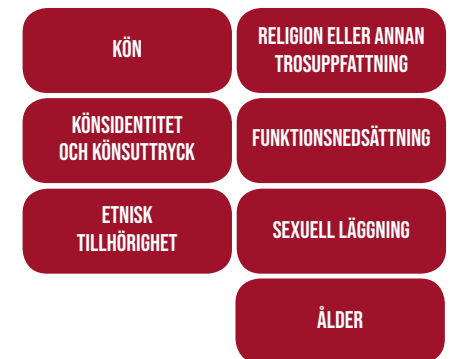 KÖN
RELIGION ELLER ANNAN
TROSUPPFATTNING
KÖNSIDENTITET
OCH KÖNSUTTRYCK
FUNKTIONSNEDSÄTTNING
ETNISK
TILLHÖRIGHET
SEXUELL LÄGGNING
ÅLDER